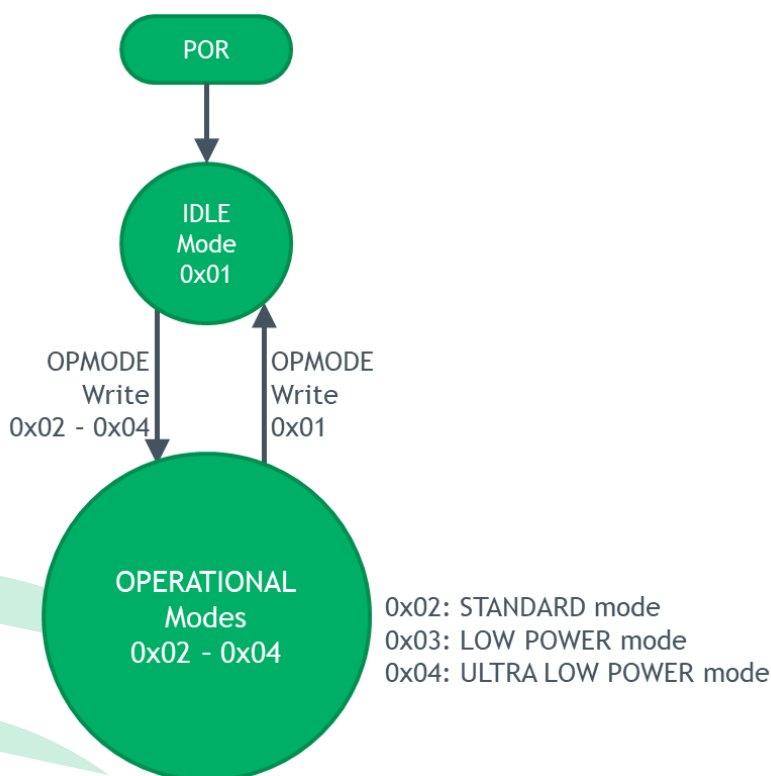 POR
IDLE
Mode
0x01
OPMODE
Write
0x02 - 0x04
OPMODE
Write
0x01
OPERATIONAL
Modes
0x02 - 0x04
0x02: STANDARD mode
0x03: LOW POWER mode
0x04: ULTRA LOW POWER mode